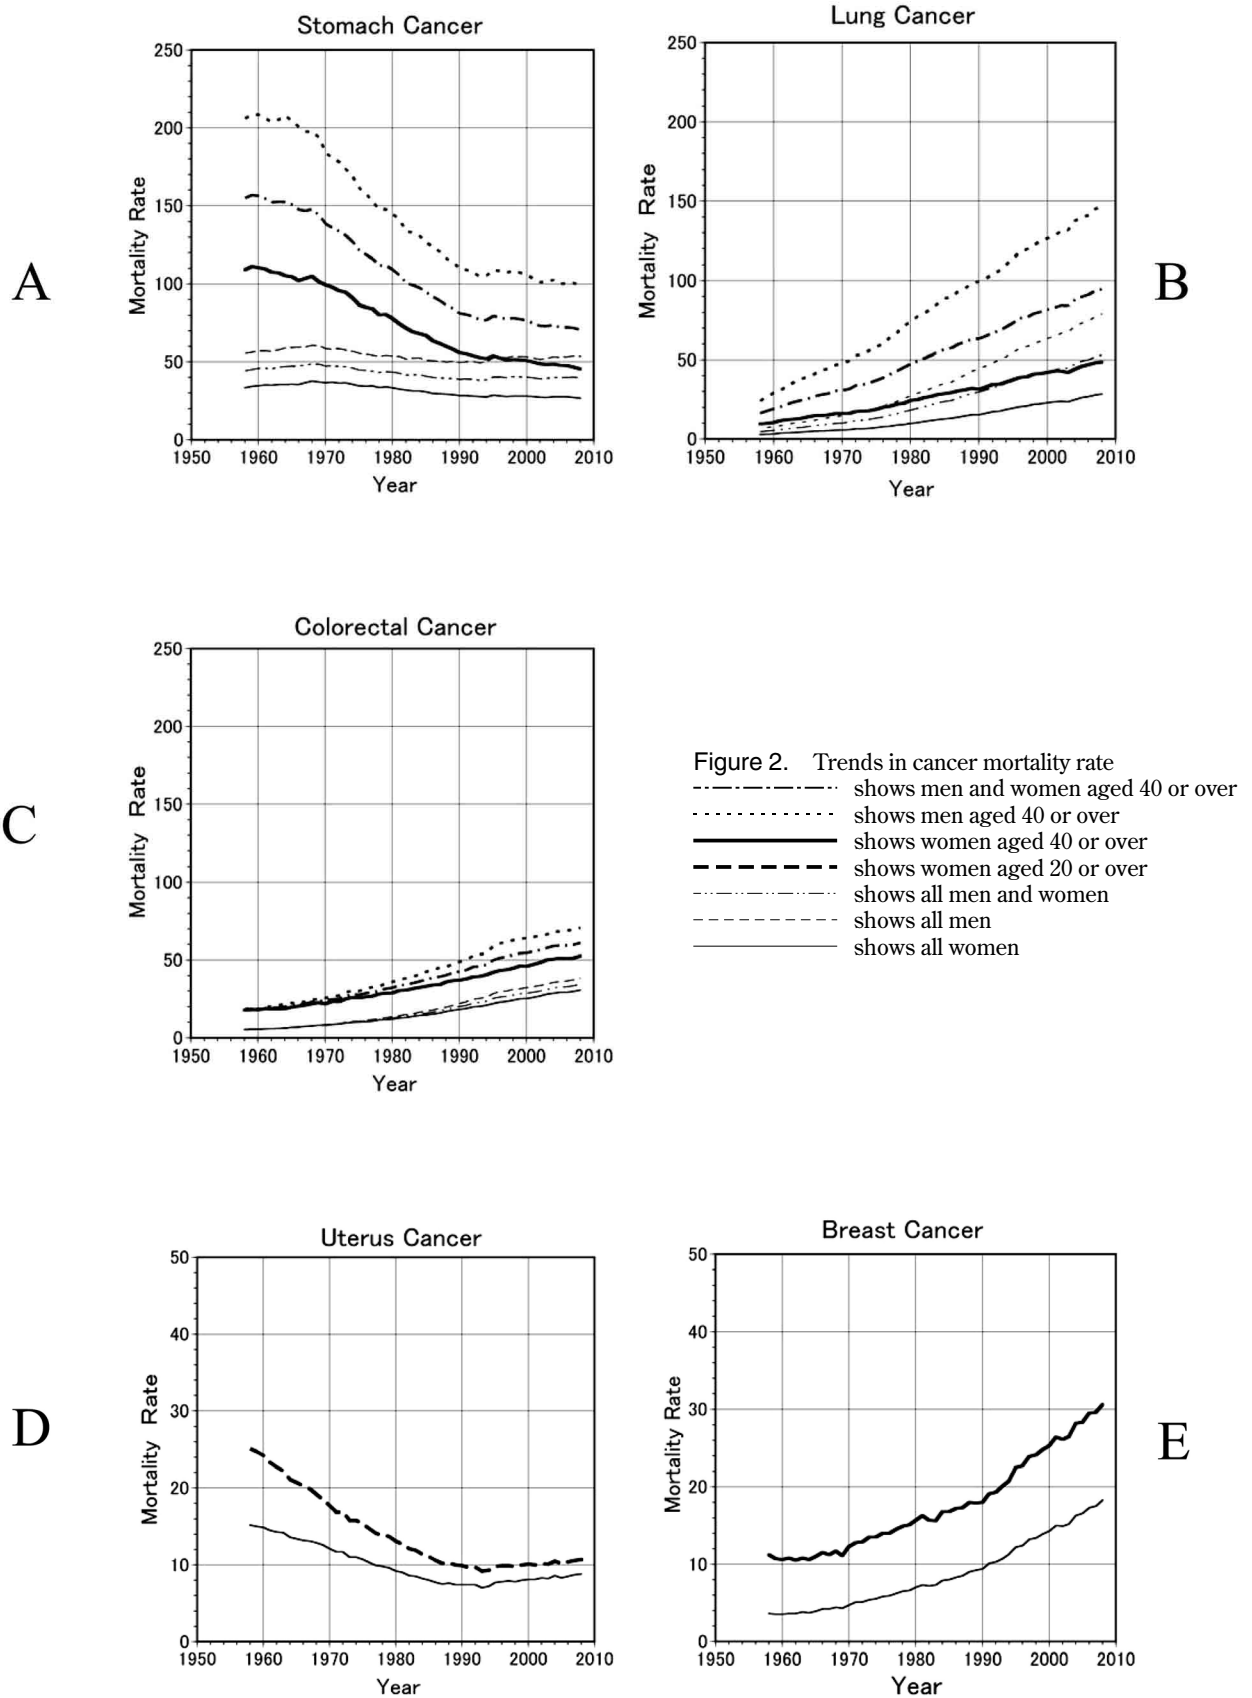 Stomach Cancer
250
200
150
100
50
0
Mortality Rate
1950 1960 1970 1980 1990 2000 2010
Year
A
Lung Cancer
250
200
150
100
50
0
Mortality Rate
1950 1960 1970 1980 1990 2000 2010
Year
B
Colorectal Cancer
250
200
150
100
50
0
Mortality Rate
1950 1960 1970 1980 1990 2000 2010
Year
C
Figure 2. Trends in cancer mortality rate
shows men and women aged 40 or over
shows men aged 40 or over
shows women aged 40 or over
shows women aged 20 or over
shows all men and women
shows all men
shows all women
Uterus Cancer
50
40
30
20
10
0
Mortality Rate
1950 1960 1970 1980 1990 2000 2010
Year
D
Breast Cancer
50
40
30
20
10
0
Mortality Rate
1950 1960 1970 1980 1990 2000 2010
Year
E